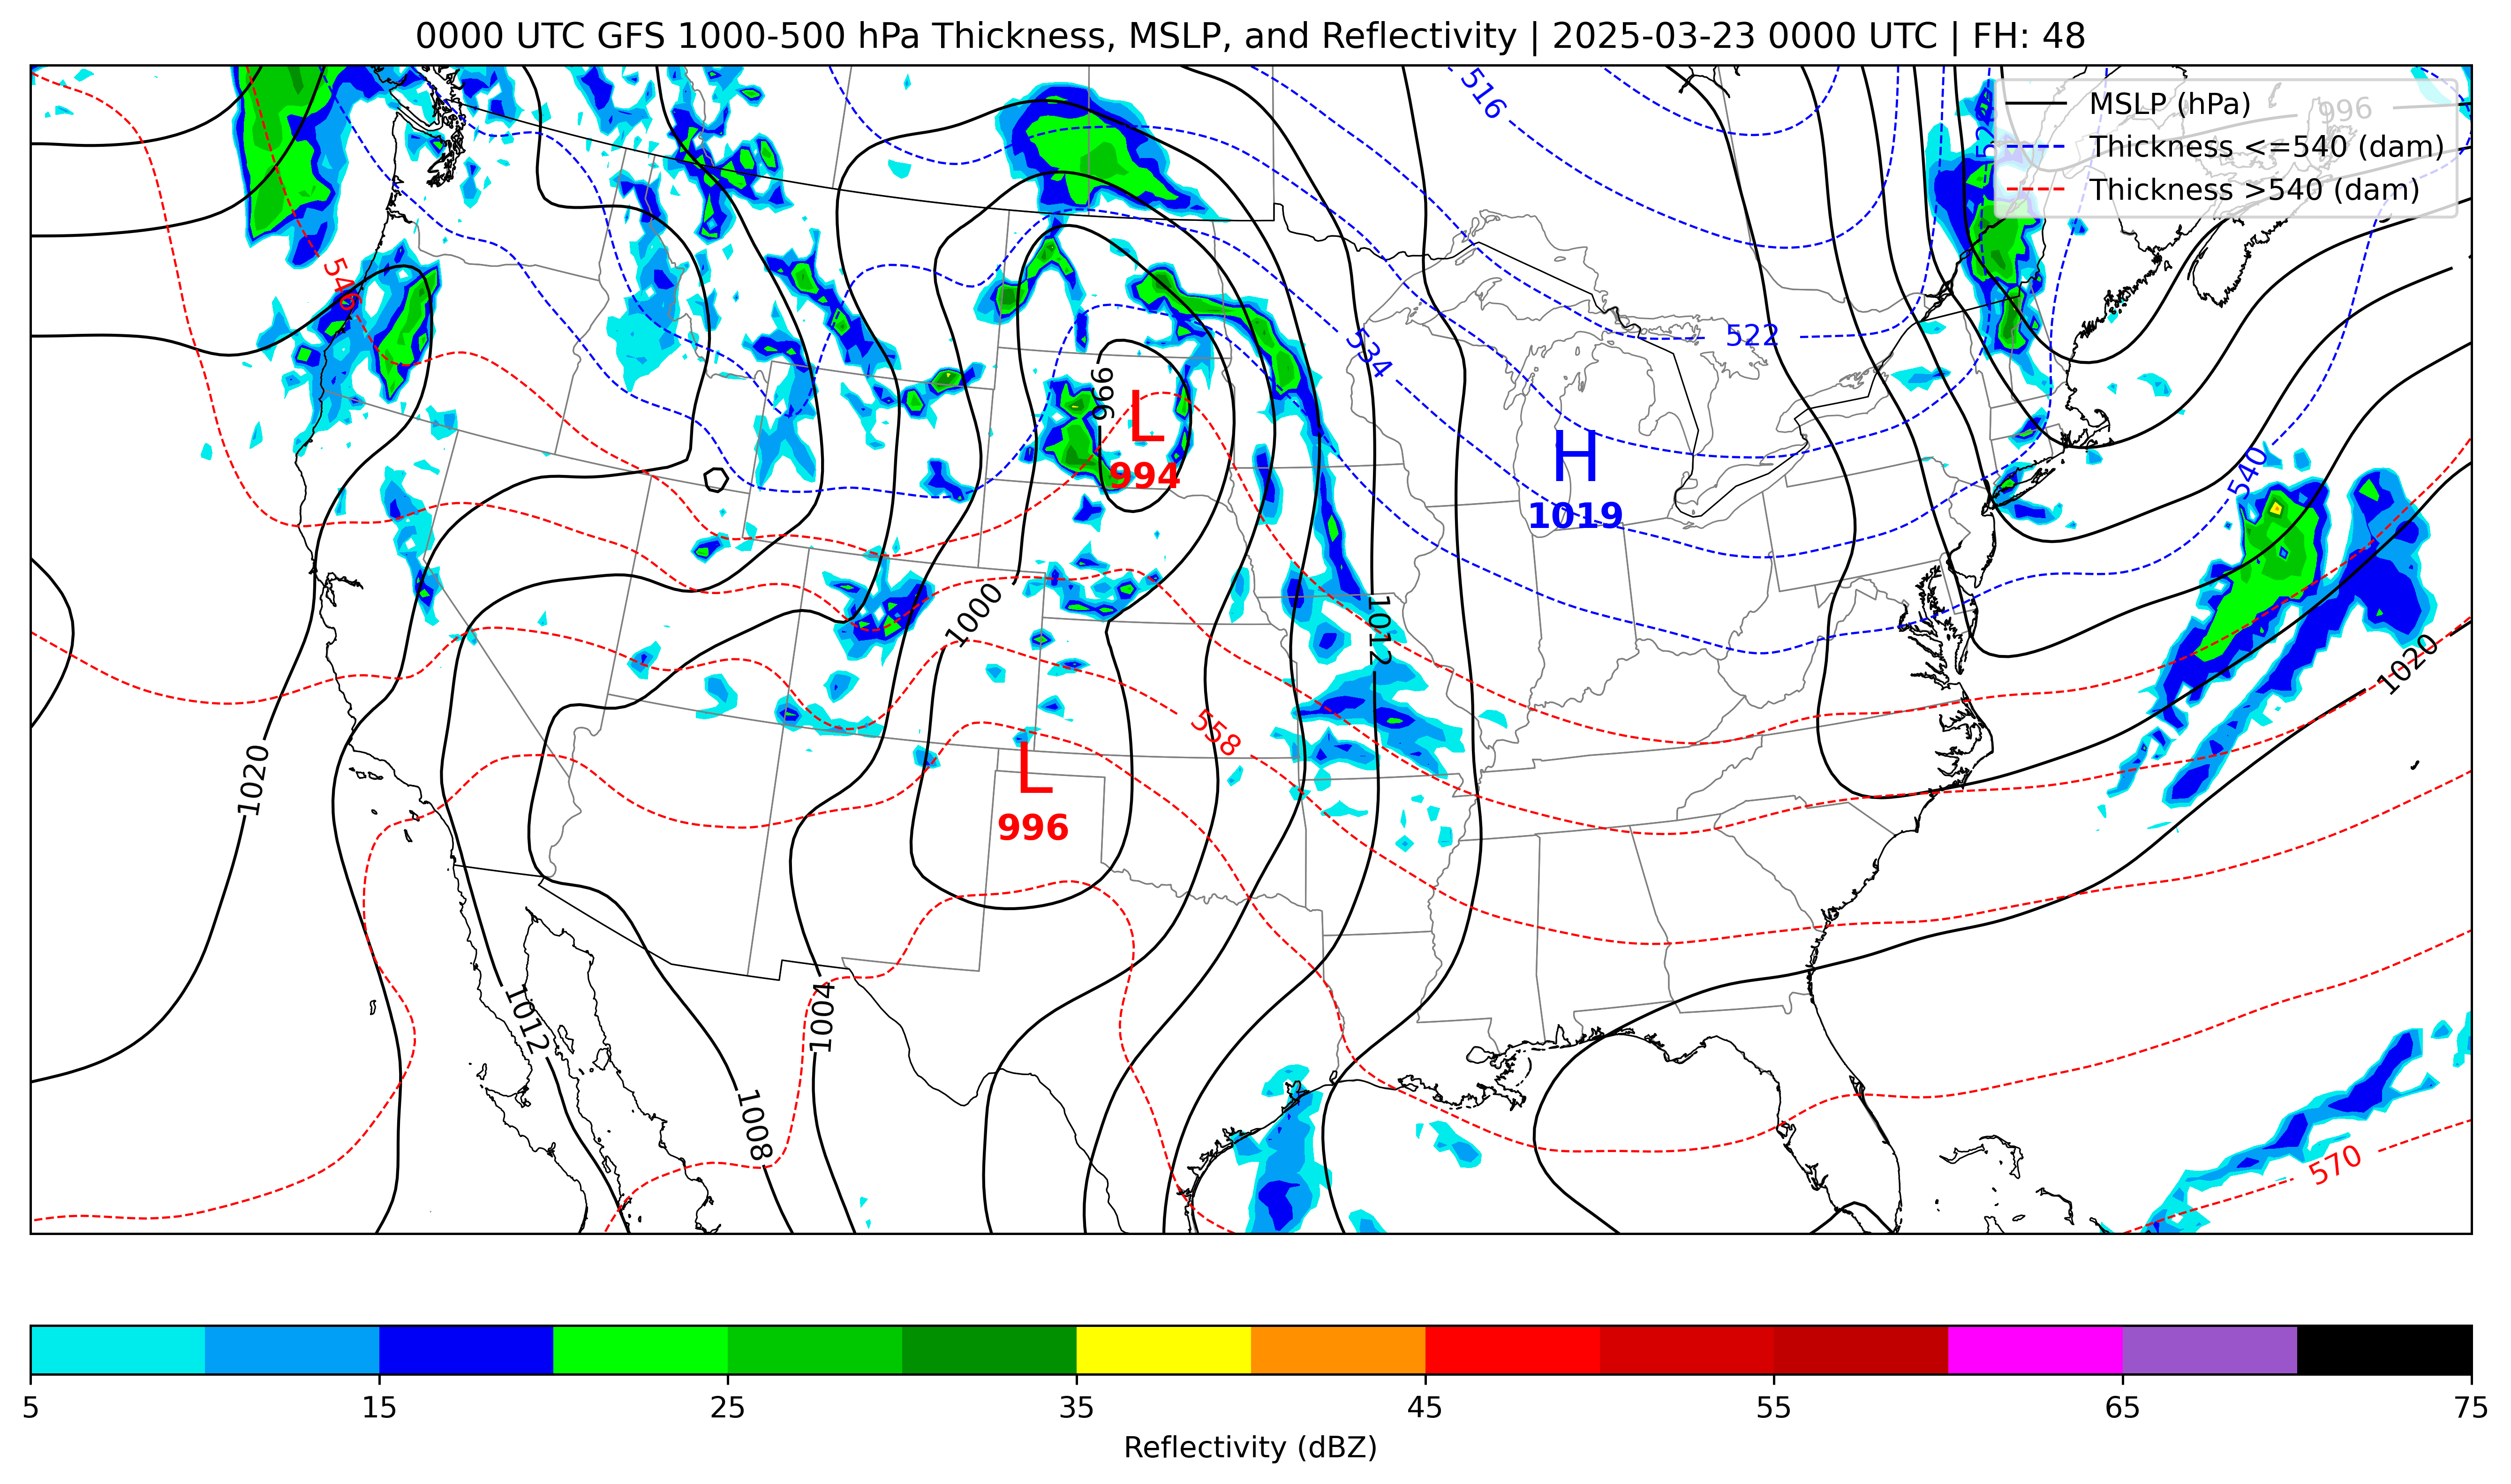 0000 UTC GFS 1000-500 hPa Thickness, MSLP, and Reflectivity | 2025-03-23 0000 UTC | FH: 48
MSLP (hPa)
Thickness <=540 (dam)
Thickness >540 (dam)
996
516
524
546
522
534
996
L
994
H
1019
540
1000
1012
1020
558
L
996
1020
1012
1004
1008
570
5 15 25 35 45 55 65 75
Reflectivity (dBZ)